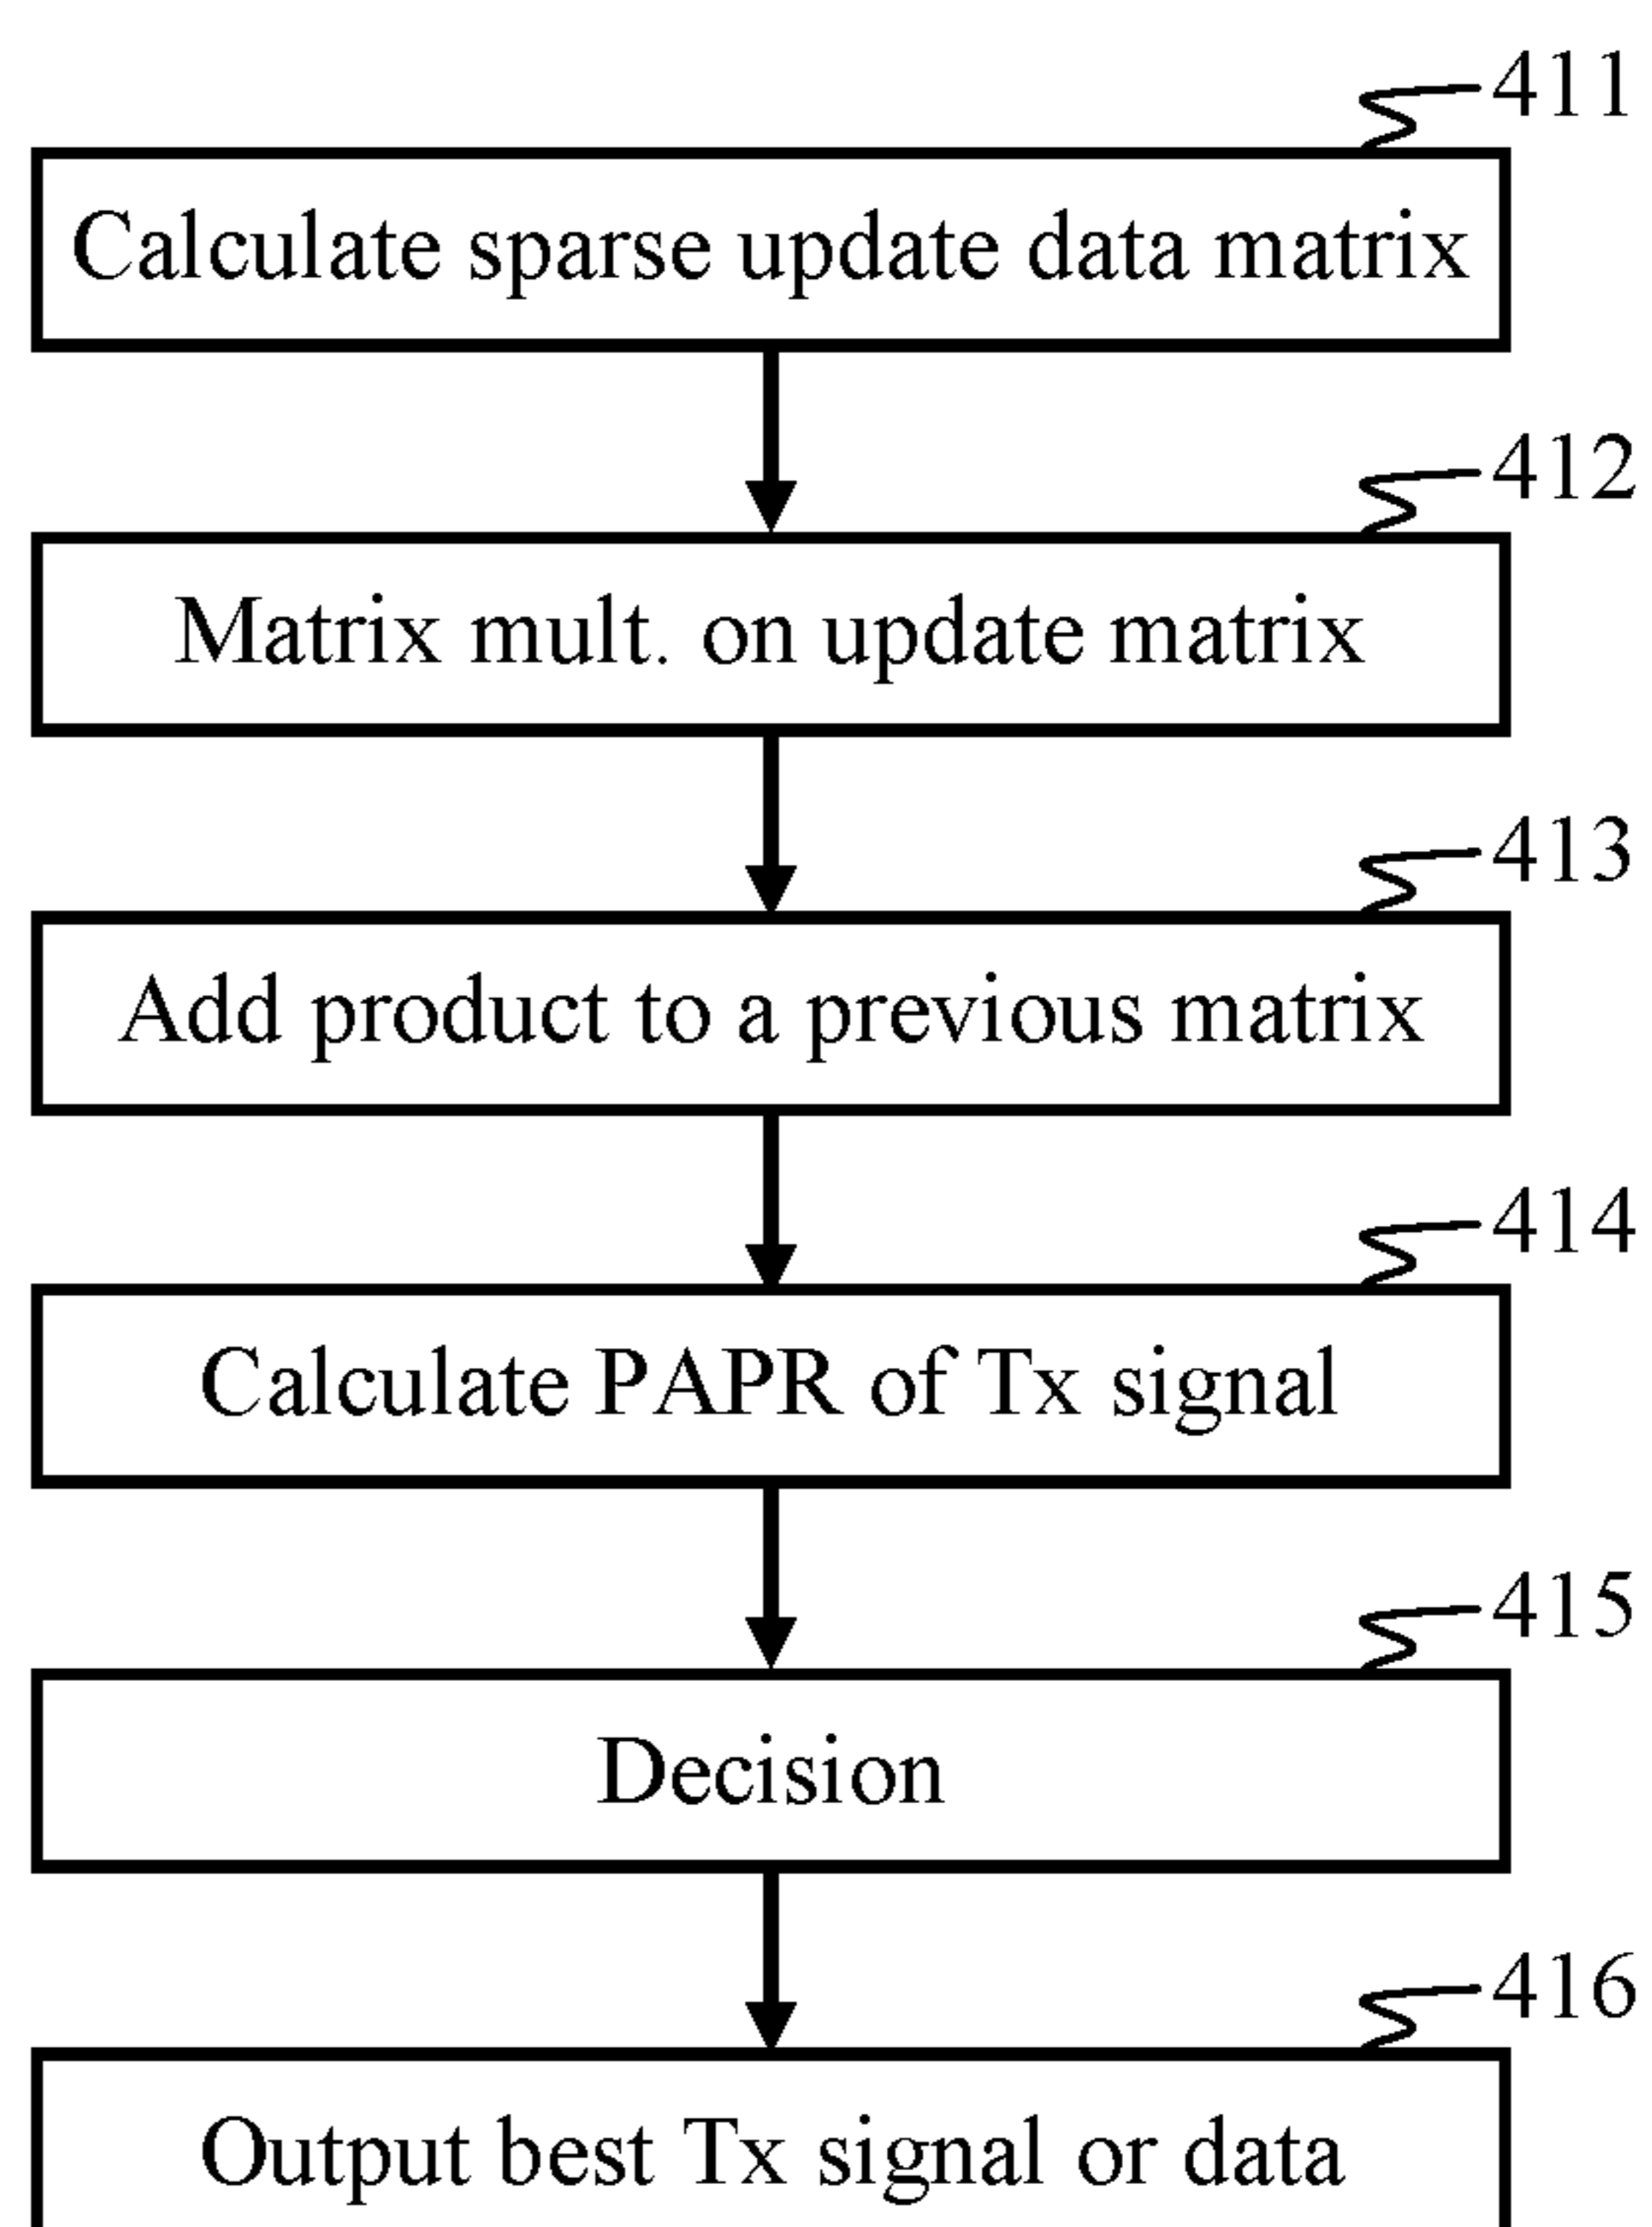 411
Calculate sparse update data matrix
412
Matrix mult. on update matrix
413
Add product to a previous matrix
414
Calculate PAPR of Tx signal
415
Decision
416
Output best Tx signal or data